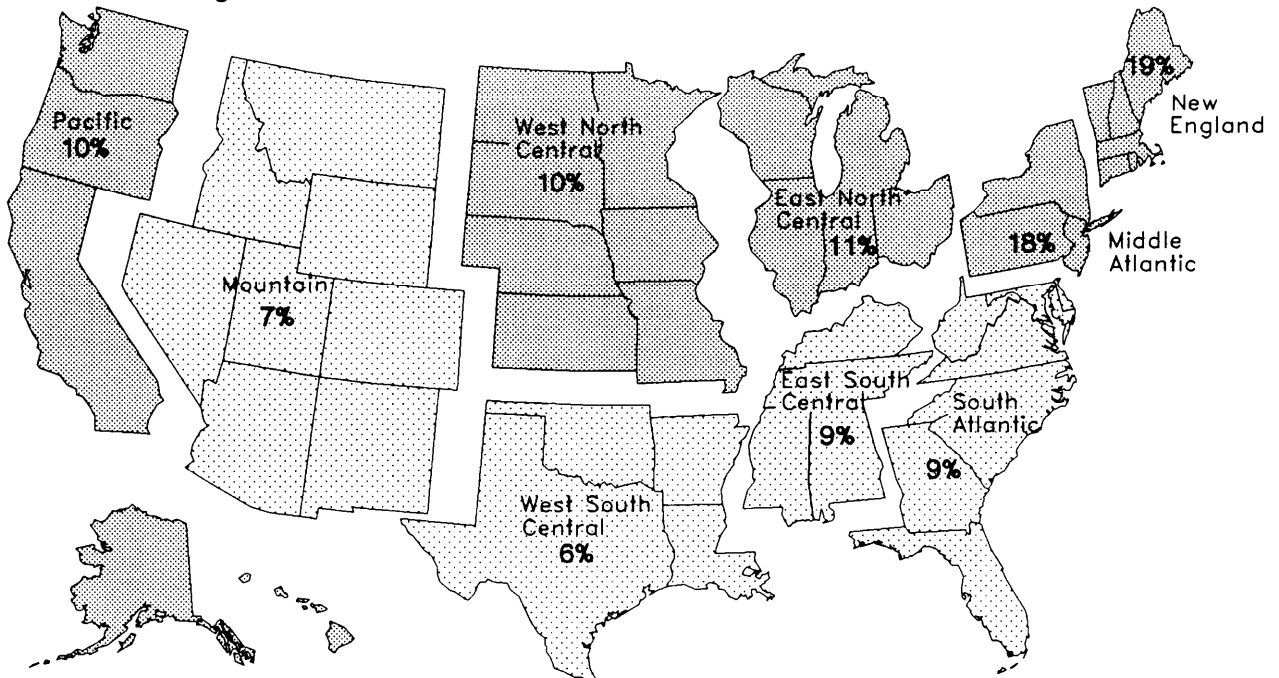 Pacific
10%
Mountain
7%
West North
Central
10%
East North
Central
11%
19%
New
England
18%
Middle
Atlantic
East South
Central
9%
South
Atlantic
9%
West South
Central
6%